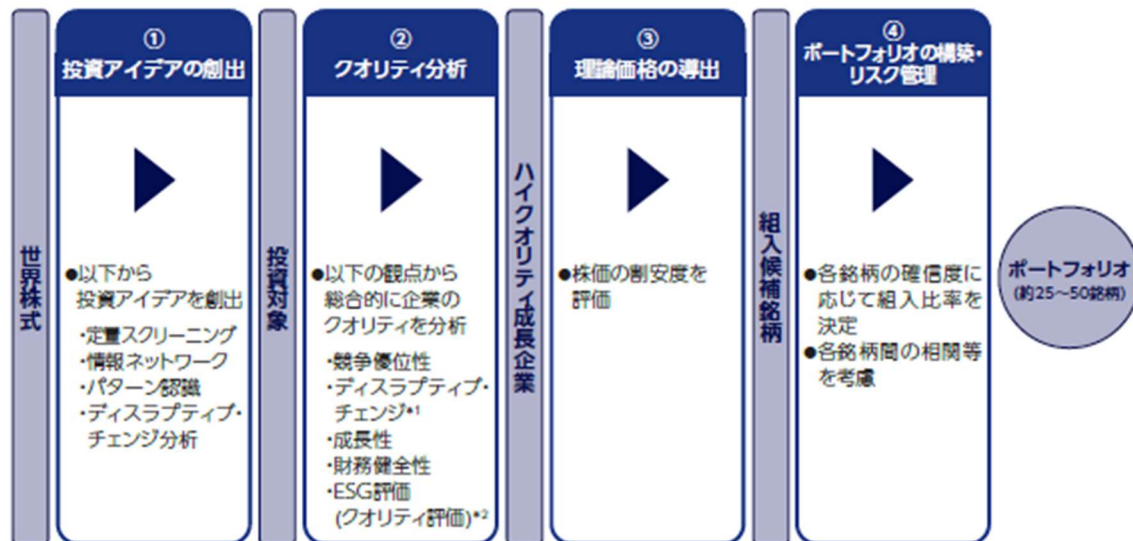 世界株式
①
投資アイデアの創出
●以下から
投資アイデアを創出
・定量スクリーニング
・情報ネットワーク
・パターン認識
・ディスラプティブ・
チェンジ分析
投資対象
②
クオリティ分析
●以下の観点から
総合的に企業の
クオリティを分析
・競争優位性
・ディスラプティブ・
チェンジ*1
・成長性
・財務健全性
・ESG評価
(クオリティ評価)*2
ハイクオリティ成長企業
③
理論価格の導出
●株価の割安度を
評価
組入候補銘柄
④
ポートフォリオの構築・
リスク管理
●各銘柄の確信度に
応じて組入比率を
決定
●各銘柄間の相関等
を考慮
ポートフォリオ
(約25~50銘柄)